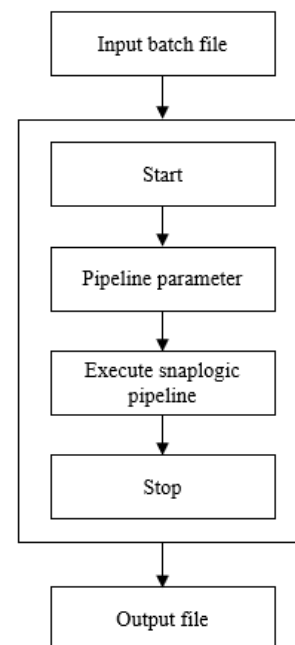 Input batch file
Start
Pipeline parameter
Execute snaplogic
pipeline
Stop
Output file